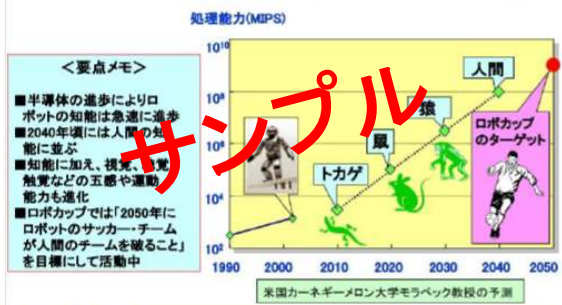 処理能力(MIPS)
＜要点メモ＞
■半導体の進歩によりロ
ボットの知能は急速に進歩
■2040年頃には人間の知
能に並ぶ
■知能に加え、視覚、
触覚などの五感や運動
能力も進化
■ロボカップでは「2050年に
ロボットのサッカー・チーム
が人間のチームを破ること」
を目標にして活動中
サンプル
10¹⁰
10⁸
10⁶
10⁴
10²
トカゲ
鼠
猿
人間
ロボカップ
のターゲット
1990 2000 2010 2020 2030 2040 2050
米国カーネギーメロン大学モラベック教授の予測